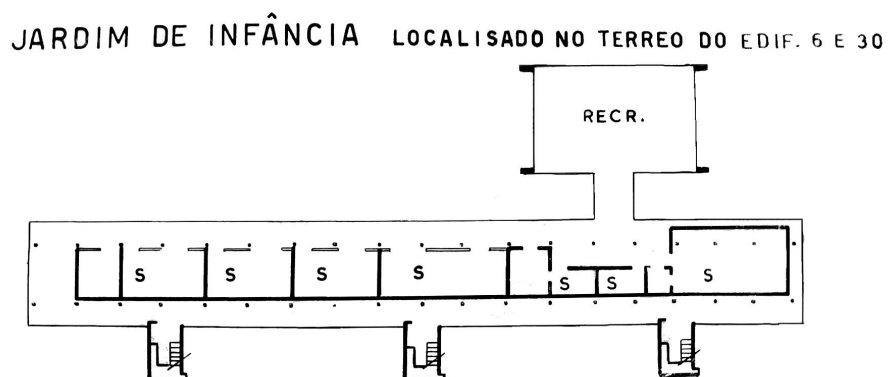 JARDIM DE INFÂNCIA LOCALISADO NO TERREO DO EDIF. 6 E 30
RECR.
S S S S S S S